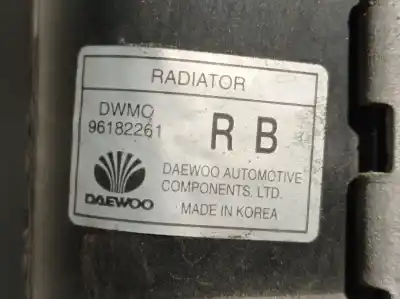 RADIATOR
DWMC
96182261
R B
DAEWOO
DAEWOO AUTOMOTIVE
COMPONENTS, LTD.
MADE IN KOREA